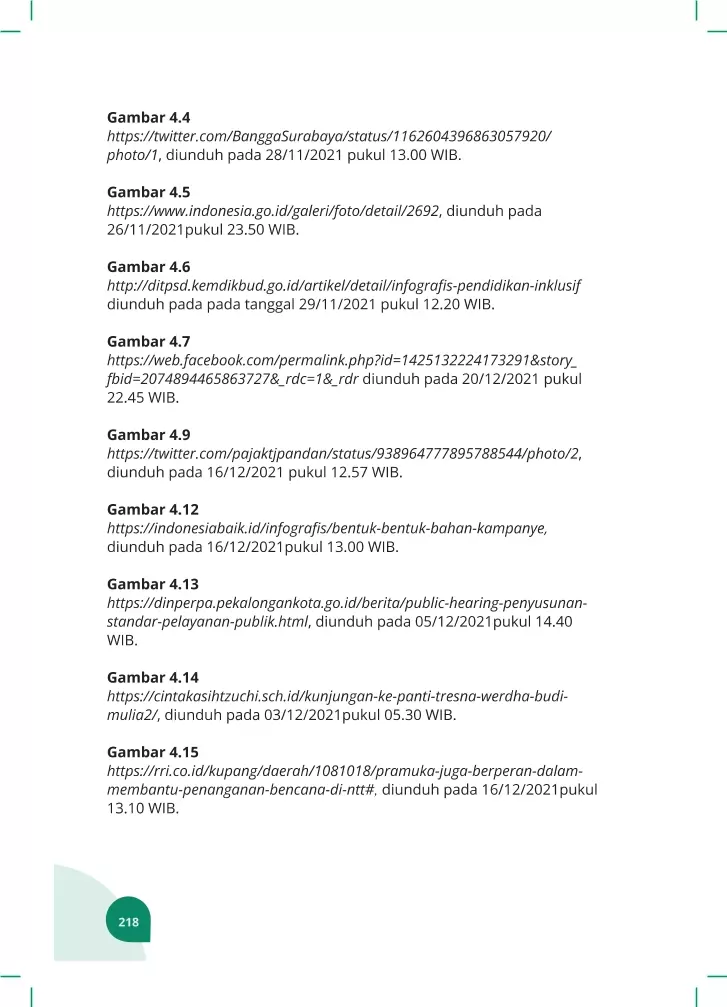 Gambar 4.4
https://twitter.com/BanggaSurabaya/status/1162604396863057920/
photo/1, diunduh pada 28/11/2021 pukul 13.00 WIB.
Gambar 4.5
https://www.indonesia.go.id/galeri/foto/detail/2692, diunduh pada
26/11/2021pukul 23.50 WIB.
Gambar 4.6
http://ditpsd.kemdikbud.go.id/artikel/detail/infografis-pendidikan-inklusif
diunduh pada pada tanggal 29/11/2021 pukul 12.20 WIB.
Gambar 4.7
https://web.facebook.com/permalink.php?id=1425132224173291&story_
fbid=2074894465863727&_rdc=1&_rdr diunduh pada 20/12/2021 pukul
22.45 WIB.
Gambar 4.9
https://twitter.com/pajaktjpandan/status/938964777895788544/photo/2,
diunduh pada 16/12/2021 pukul 12.57 WIB.
Gambar 4.12
https://indonesiabaik.id/infografis/bentuk-bentuk-bahan-kampanye,
diunduh pada 16/12/2021pukul 13.00 WIB.
Gambar 4.13
https://dinperpa.pekalongankota.go.id/berita/public-hearing-penyusunan-
standar-pelayanan-publik.html, diunduh pada 05/12/2021pukul 14.40
WIB.
Gambar 4.14
https://cintakasihtzuchi.sch.id/kunjungan-ke-panti-tresna-werdha-budi-
mulia2/, diunduh pada 03/12/2021pukul 05.30 WIB.
Gambar 4.15
https://rri.co.id/kupang/daerah/1081018/pramuka-juga-berperan-dalam-
membantu-penanganan-bencana-di-ntt#, diunduh pada 16/12/2021pukul
13.10 WIB.
218